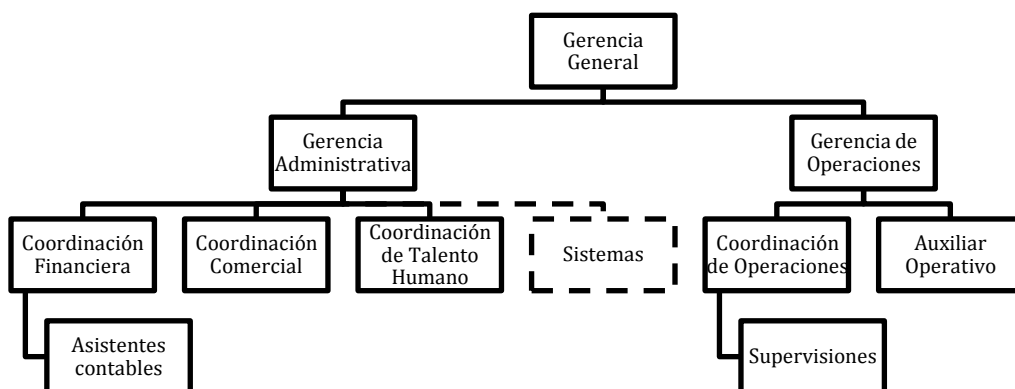 Gerencia
General
Gerencia
Administrativa
Gerencia de
Operaciones
Coordinación
Financiera
Coordinación
Comercial
Coordinación
de Talento
Humano
Sistemas
Coordinación
de Operaciones
Auxiliar
Operativo
Asistentes
contables
Supervisiones